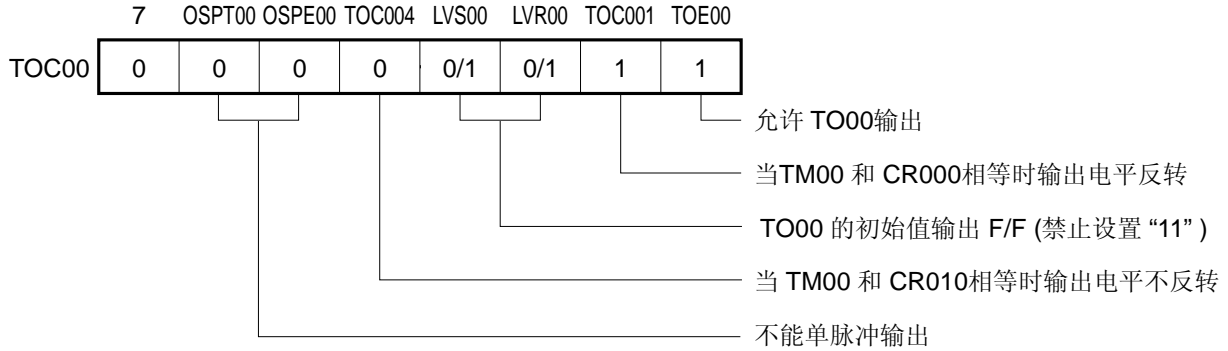 7 OSPT00 OSPE00 TOC004 LVS00 LVR00 TOC001 TOE00
TOC00 0 0 0 0 0/1 0/1 1 1
允许 TO00输出
当TM00 和 CR000相等时输出电平反转
TO00 的初始值输出 F/F (禁止设置 “11” )
当 TM00 和 CR010相等时输出电平不反转
不能单脉冲输出